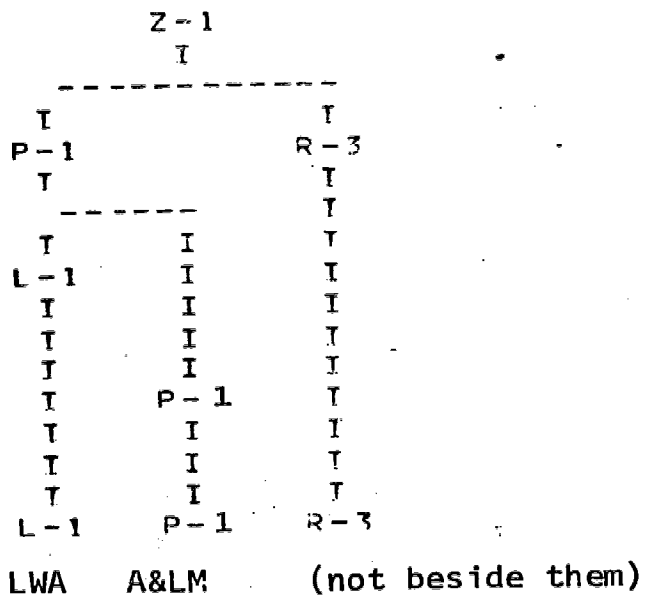 Z-1
I
--------------
I I
P-1 R-3
I I
------ I
I I I
L-1 I I
I I I
I I I
I I I
I P-1 I
I I I
I I I
I I I
L-1 P-1 R-3
LWA A&LM (not beside them)